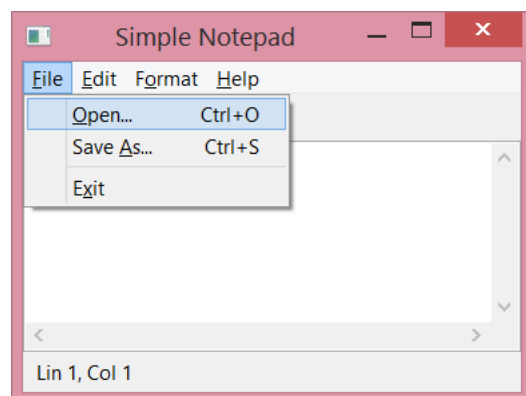 Simple Notepad
File Edit Format Help
Open... Ctrl+O
Save As... Ctrl+S
Exit
Lin 1, Col 1